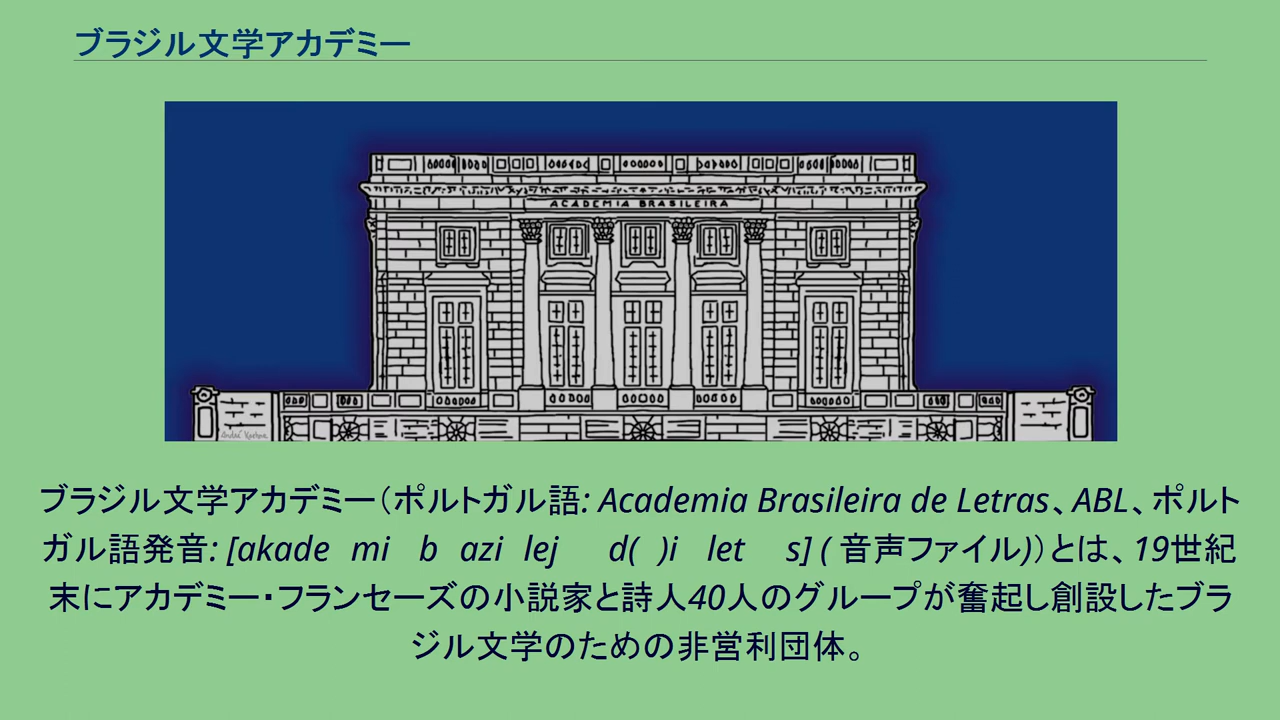 ブラジル文学アカデミー
ACADEMIA BRASILEIRA
André Koehne
ブラジル文学アカデミー（ポルトガル語: Academia Brasileira de Letras、ABL、ポルト
ガル語発音: [akade mi b azi lej d( )i let s] ( 音声ファイル)）とは、19世紀
末にアカデミー・フランセーズの小説家と詩人40人のグループが奮起し創設したブラ
ジル文学のための非営利団体。